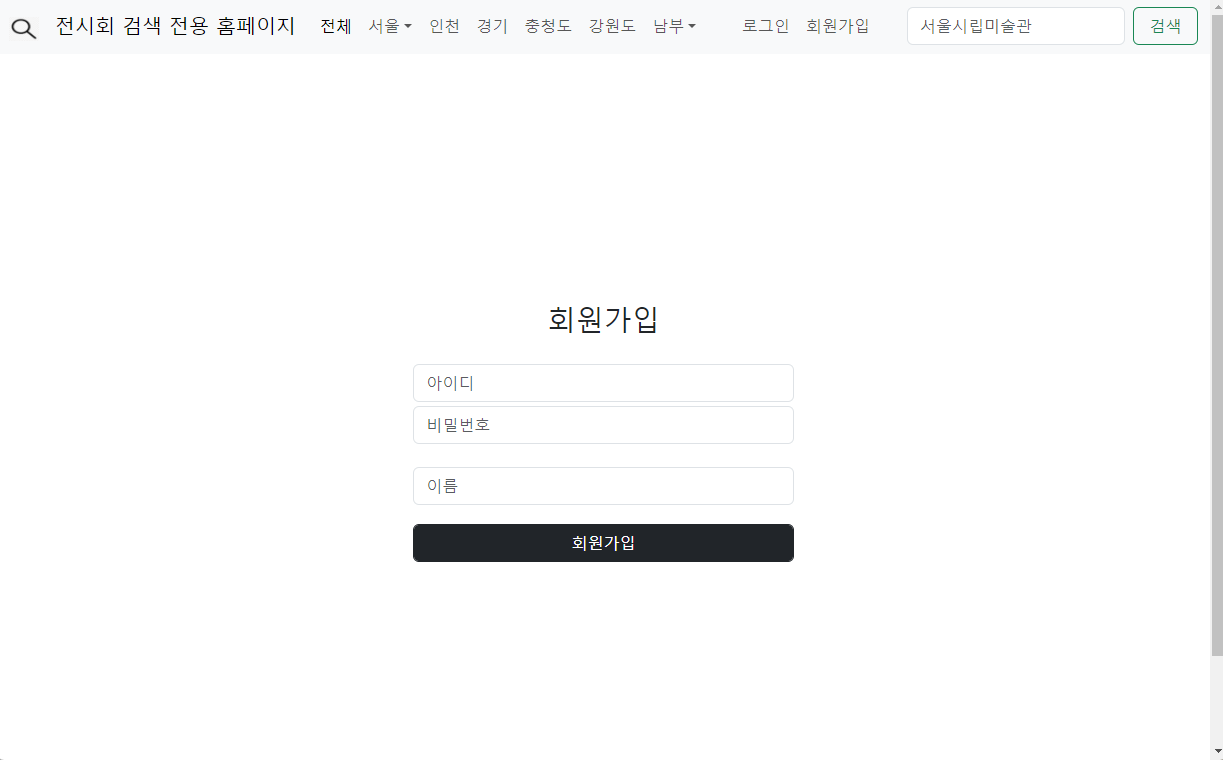 전시회 검색 전용 홈페이지 전체 서울 인천 경기 충청도 강원도 남부 로그인 회원가입 서울시립미술관 검색
회원가입
아이디
비밀번호
이름
회원가입